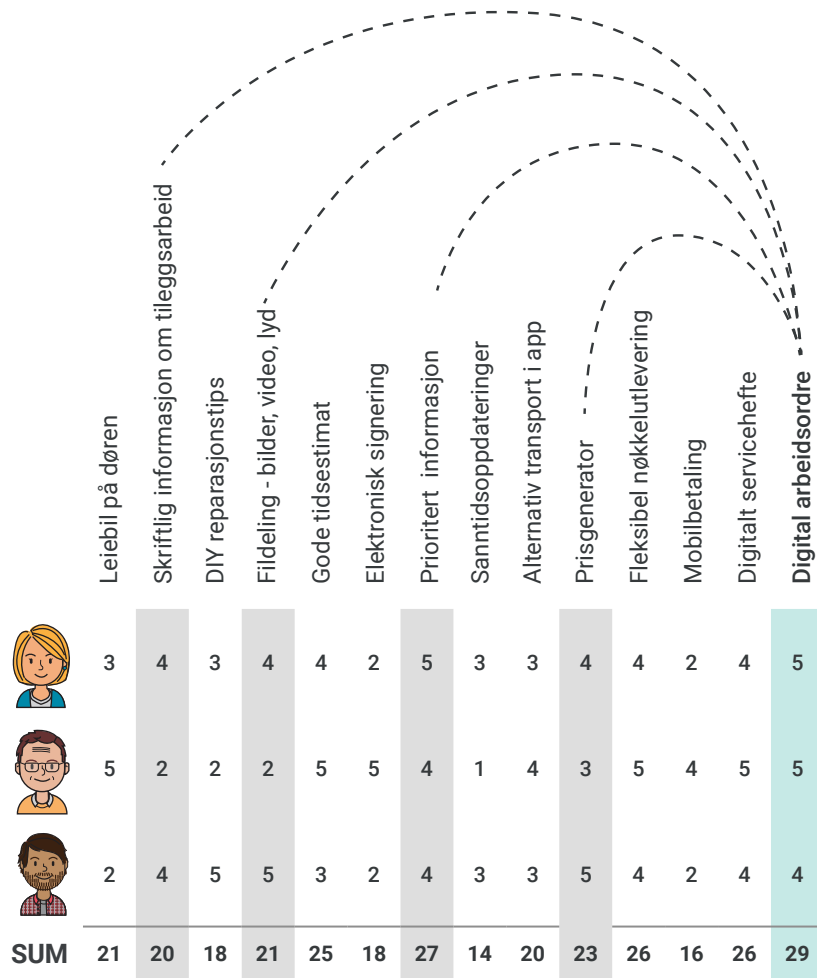 Leiebil på døren
Skriftlig informasjon om tileggsarbeid
DIY reparasjonstips
Fildeling - bilder, video, lyd
Gode tidsestimat
Elektronisk signering
Prioritert informasjon
Sanntidsoppdateringer
Alternativ transport i app
Prisgenerator
Fleksibel nøkkelutlevering
Mobilbetaling
Digitalt servicehefte
Digital arbeidsordre
3 4 3 4 4 2 5 3 3 4 4 2 4 5
5 2 2 2 5 5 4 1 4 3 5 4 5 5
2 4 5 5 3 2 4 3 3 5 4 2 4 4
SUM 21 20 18 21 25 18 27 14 20 23 26 16 26 29